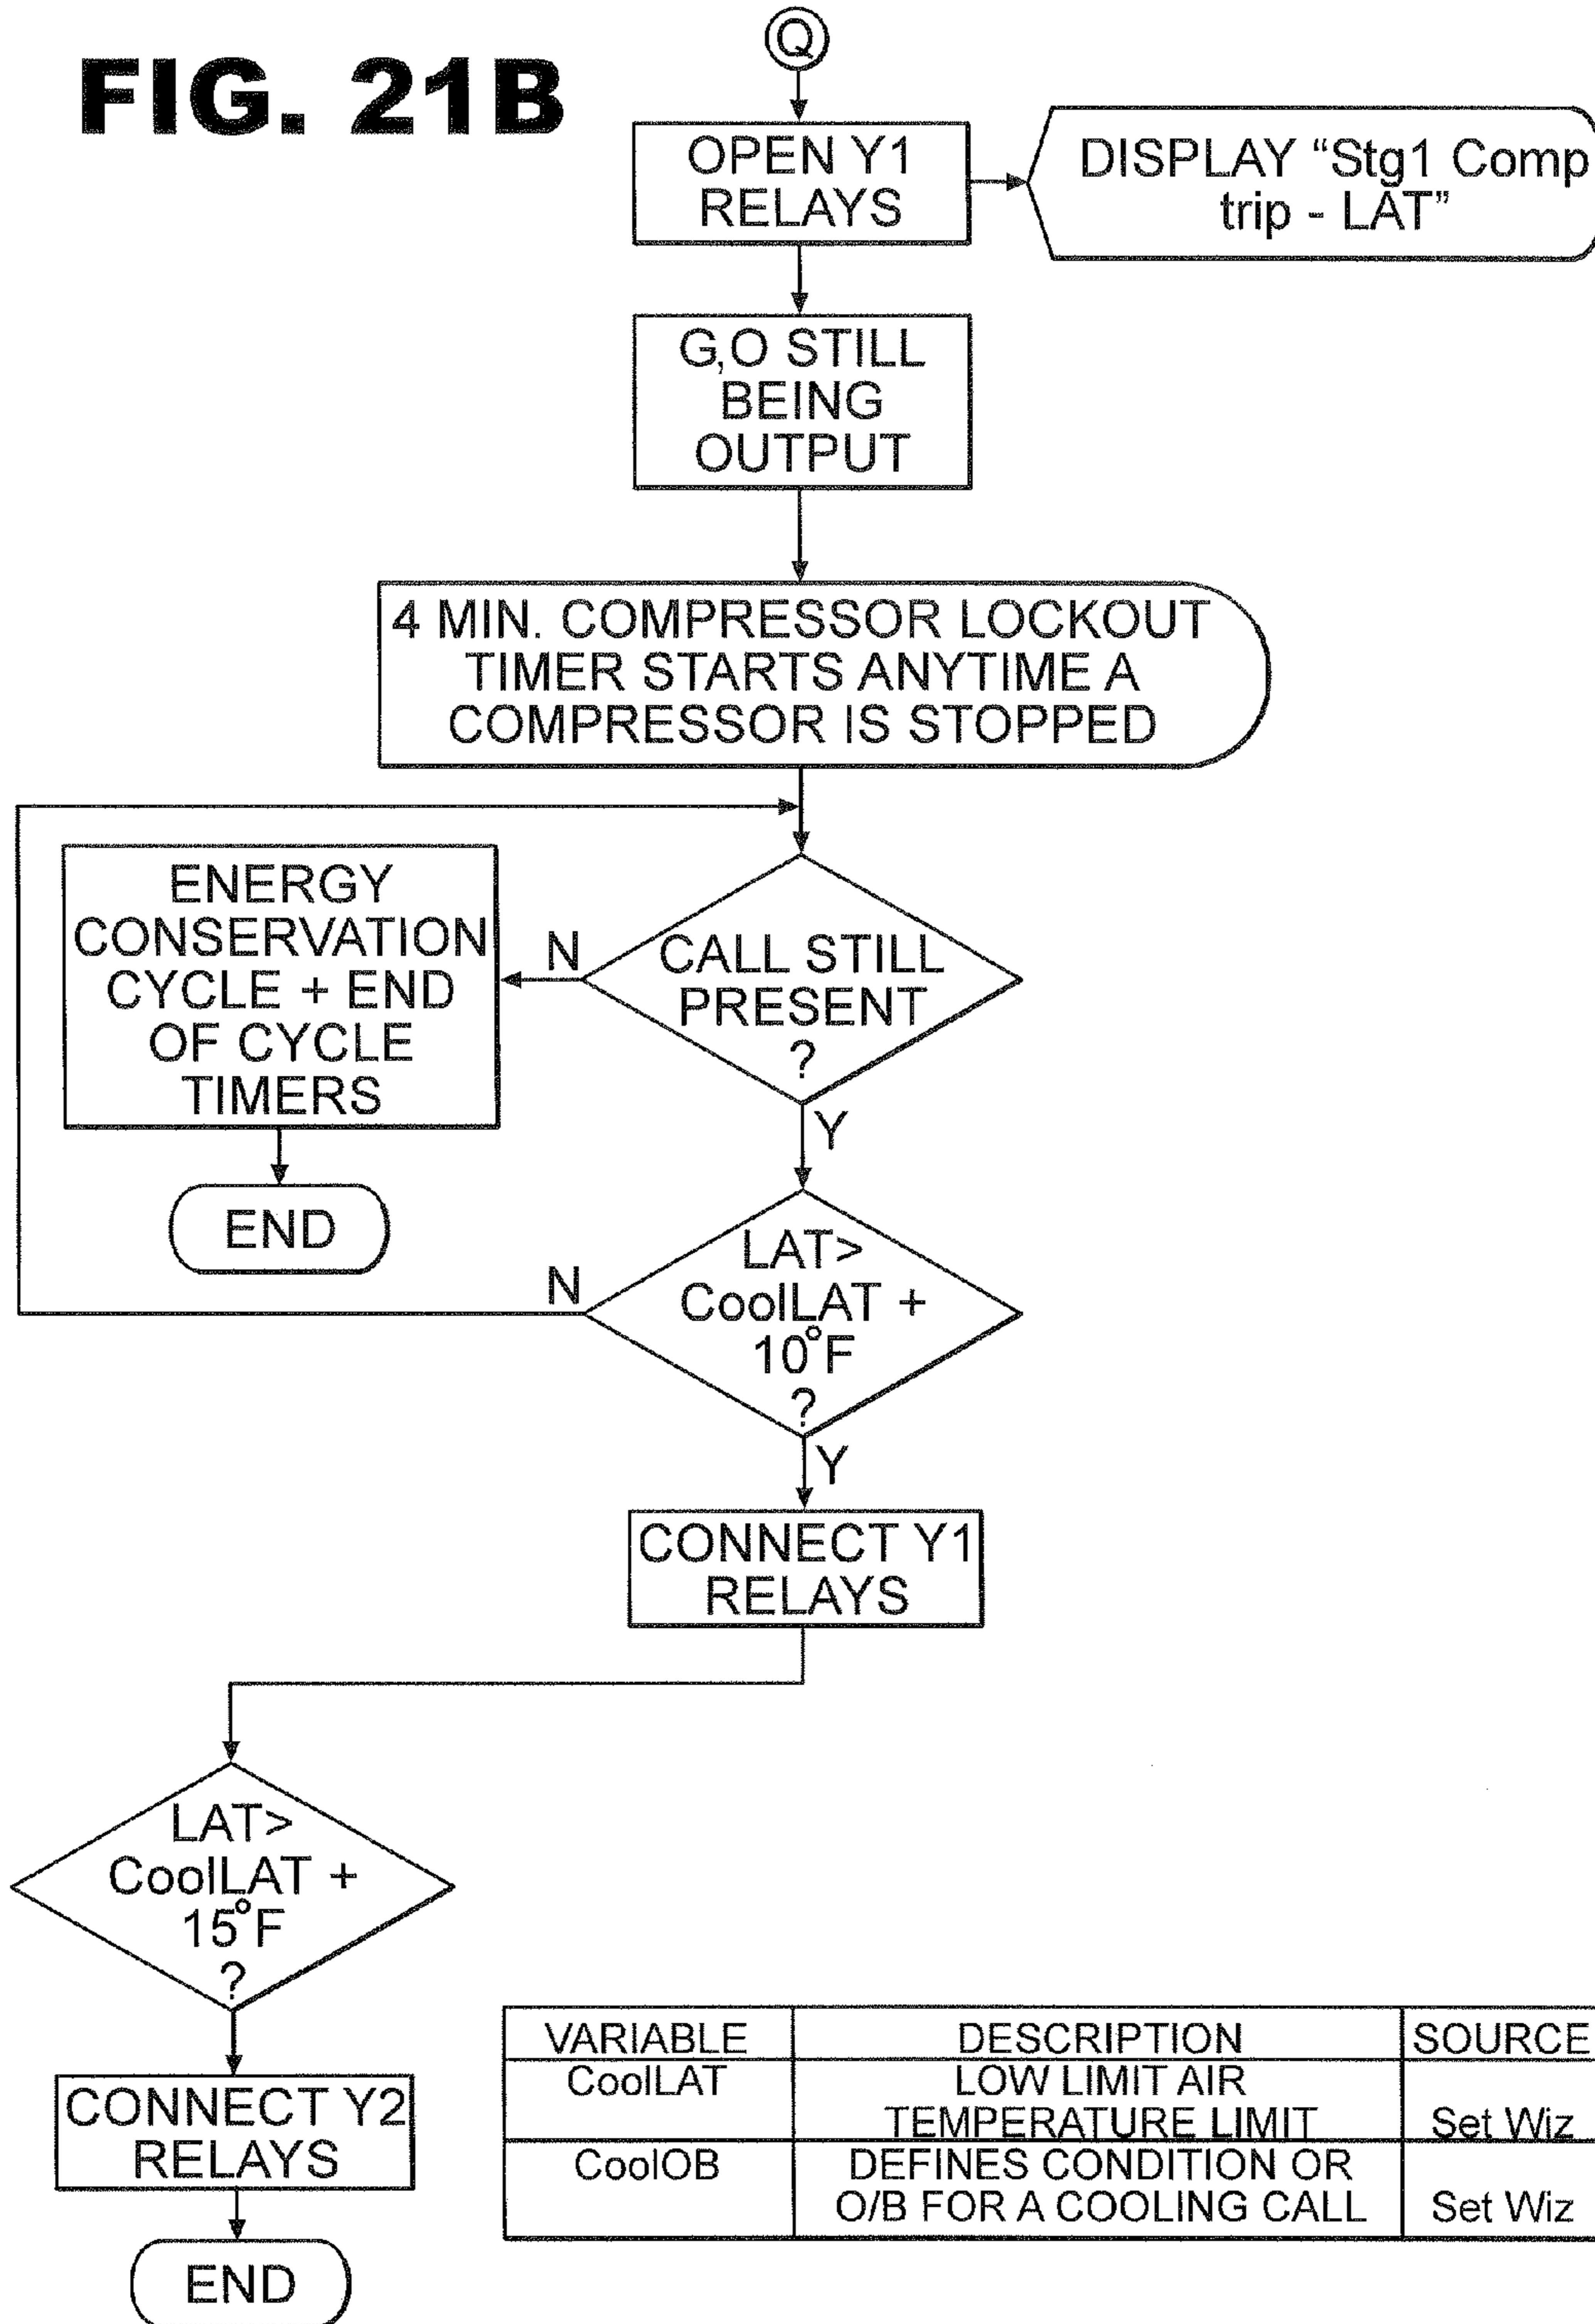 FIG. 21B
Q
OPEN Y1
RELAYS
DISPLAY “Stg1 Comp
trip - LAT”
G,O STILL
BEING
OUTPUT
4 MIN. COMPRESSOR LOCKOUT
TIMER STARTS ANYTIME A
COMPRESSOR IS STOPPED
ENERGY
CONSERVATION
CYCLE + END
OF CYCLE
TIMERS
N
CALL STILL
PRESENT
?
Y
END
N
LAT>
CoolLAT +
10°F
?
Y
CONNECT Y1
RELAYS
LAT>
CoolLAT +
15°F
?
CONNECT Y2
RELAYS
END
VARIABLE DESCRIPTION SOURCE
CoolLAT LOW LIMIT AIR
TEMPERATURE LIMIT Set Wiz
CoolOB DEFINES CONDITION OR
O/B FOR A COOLING CALL Set Wiz